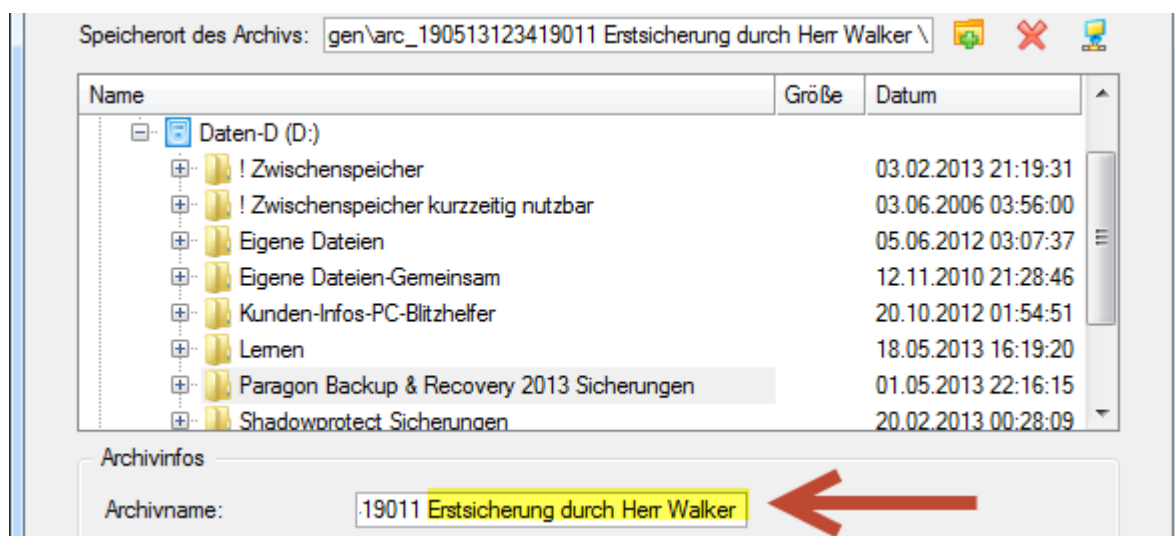 Speicherort des Archivs: gen\arc_190513123419011 Erstsicherung durch Herr Walker \
Name Größe Datum
Daten-D (D:)
! Zwischenspeicher 03.02.2013 21:19:31
! Zwischenspeicher kurzzeitig nutzbar 03.06.2006 03:56:00
Eigene Dateien 05.06.2012 03:07:37
Eigene Dateien-Gemeinsam 12.11.2010 21:28:46
Kunden-Infos-PC-Blitzhelfer 20.10.2012 01:54:51
Lernen 18.05.2013 16:19:20
Paragon Backup & Recovery 2013 Sicherungen 01.05.2013 22:16:15
Shadowprotect Sicherungen 20.02.2013 00:28:09
Archivinfos
Archivname: 19011 Erstsicherung durch Herr Walker